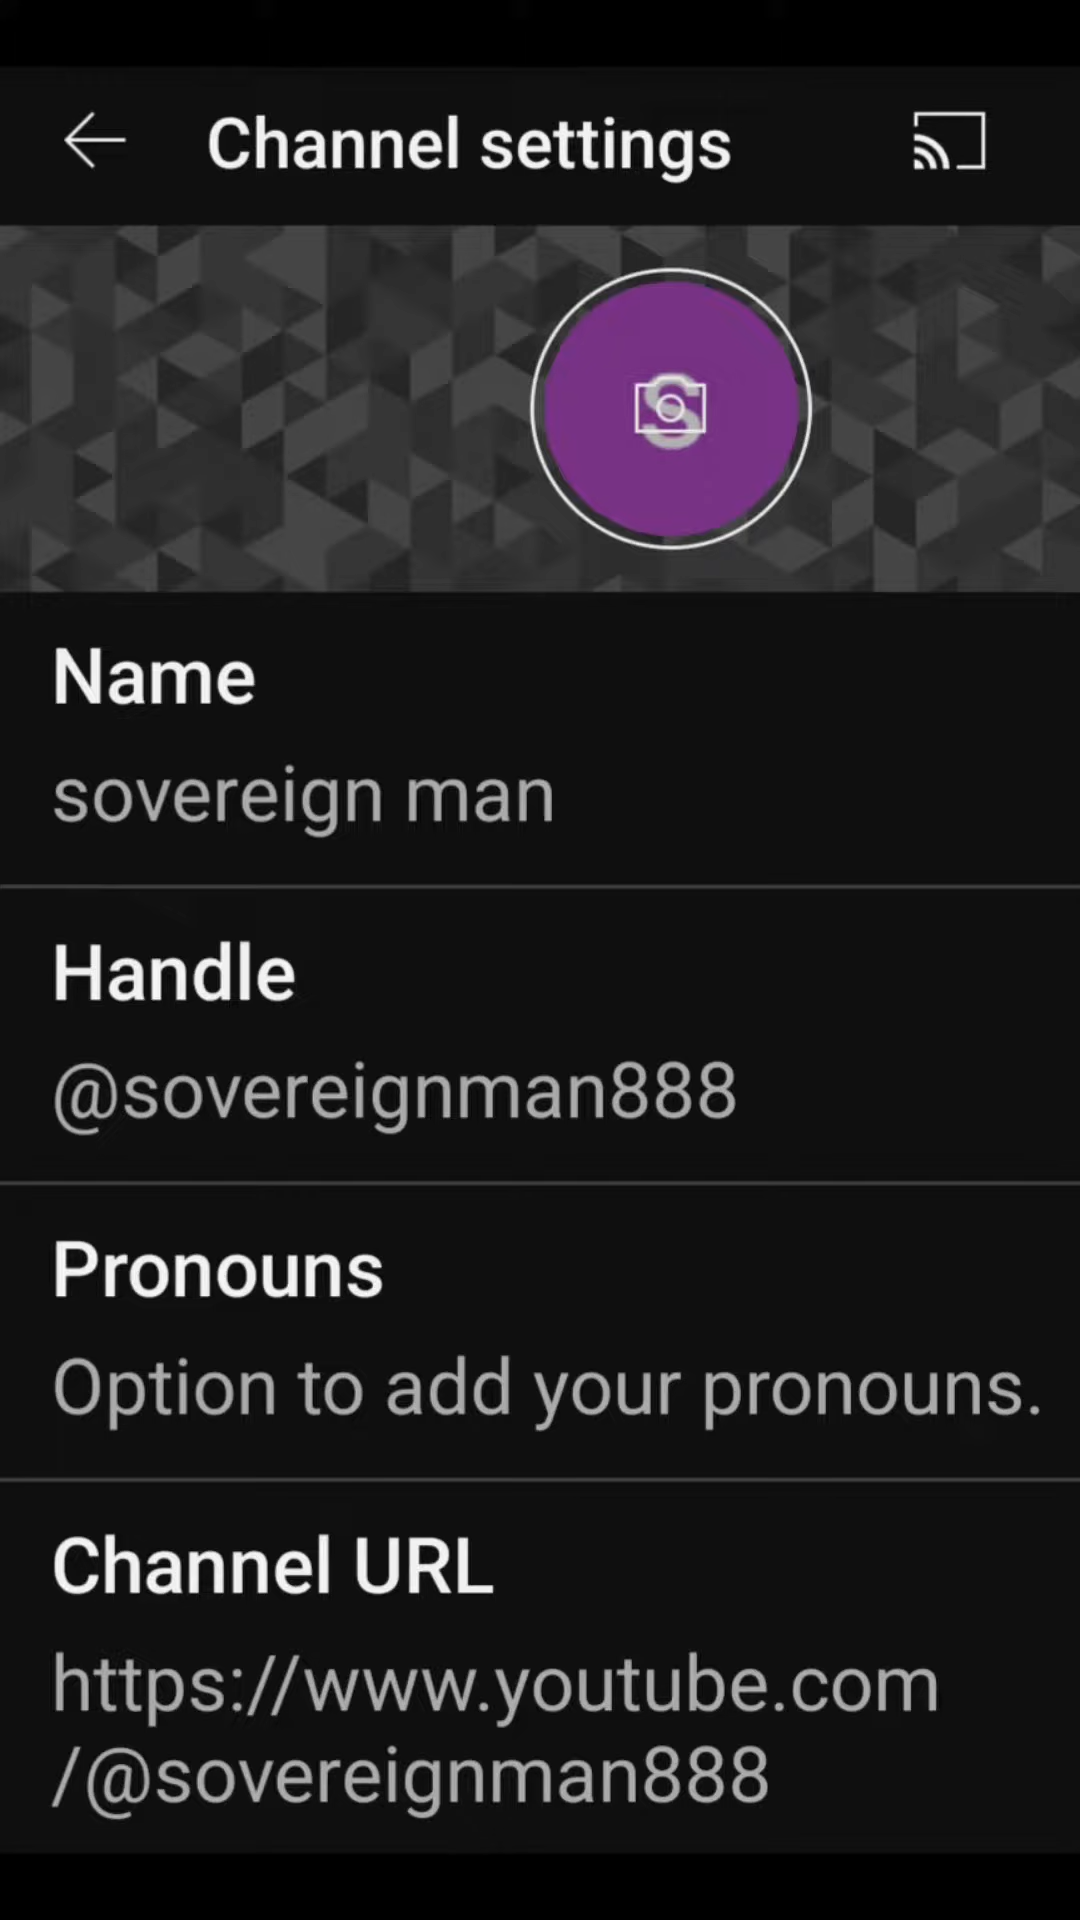 Channel settings
S
Name
sovereign man
Handle
@sovereignman888
Pronouns
Option to add your pronouns.
Channel URL
https://www.youtube.com
/@sovereignman888